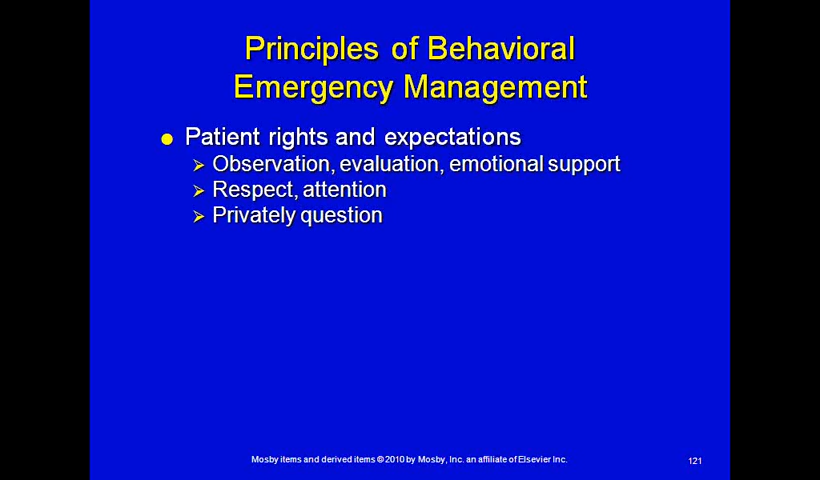 Principles of Behavioral
Emergency Management
Patient rights and expectations
Observation, evaluation, emotional support
Respect, attention
Privately question
Mosby items and derived items © 2010 by Mosby, Inc. an affiliate of Elsevier Inc.
121